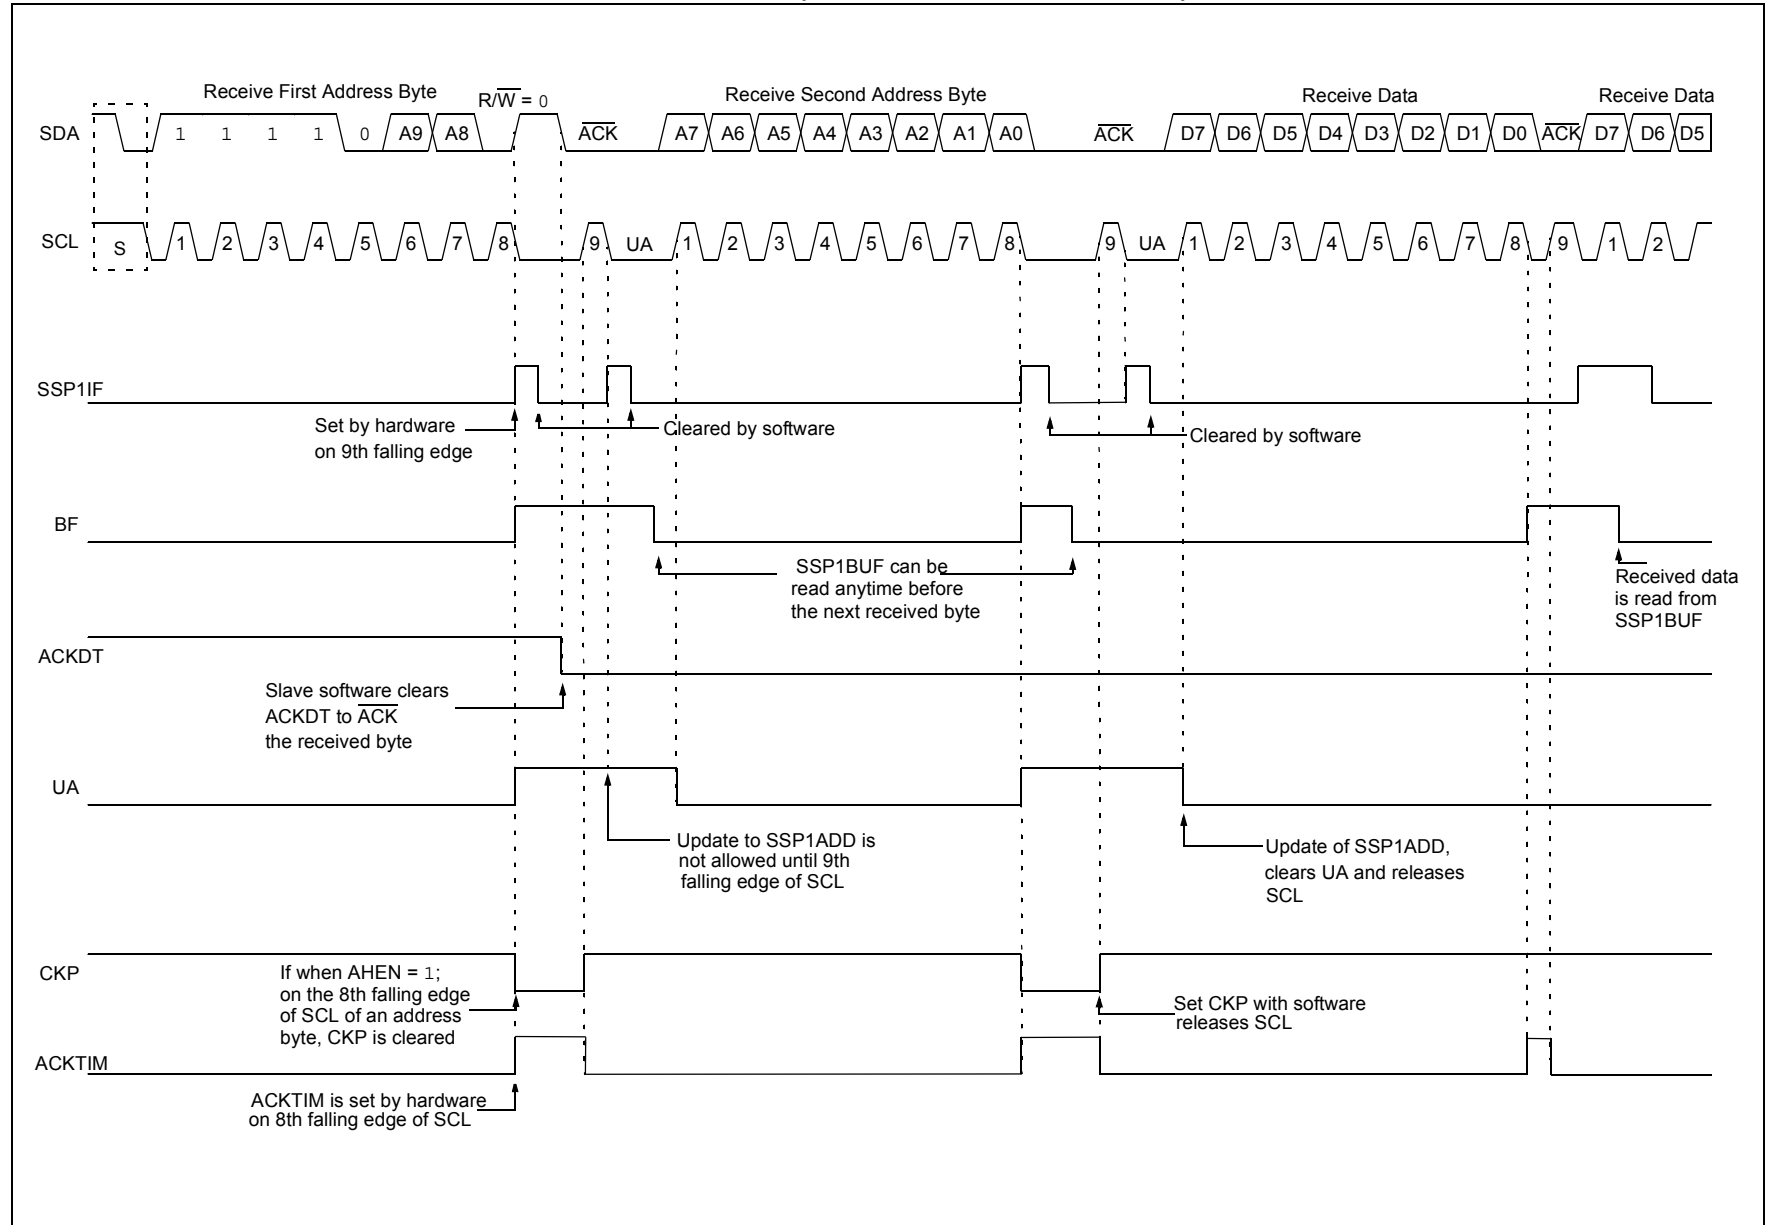 Receive First Address Byte
R/W = 0
Receive Second Address Byte
Receive Data
Receive Data
SDA
1 1 1 1 0 A9 A8
ACK
A7 A6 A5 A4 A3 A2 A1 A0
ACK
D7 D6 D5 D4 D3 D2 D1 D0
ACK
D7 D6 D5
SCL
S
1 2 3 4 5 6 7 8 9 UA 1 2 3 4 5 6 7 8 9 UA 1 2 3 4 5 6 7 8 9 1 2
SSP1IF
Set by hardware
on 9th falling edge
Cleared by software
Cleared by software
BF
SSP1BUF can be
read anytime before
the next received byte
Received data
is read from
SSP1BUF
ACKDT
Slave software clears
ACKDT to ACK
the received byte
UA
Update to SSP1ADD is
not allowed until 9th
falling edge of SCL
Update of SSP1ADD,
clears UA and releases
SCL
CKP
If when AHEN = 1;
on the 8th falling edge
of SCL of an address
byte, CKP is cleared
Set CKP with software
releases SCL
ACKTIM
ACKTIM is set by hardware
on 8th falling edge of SCL